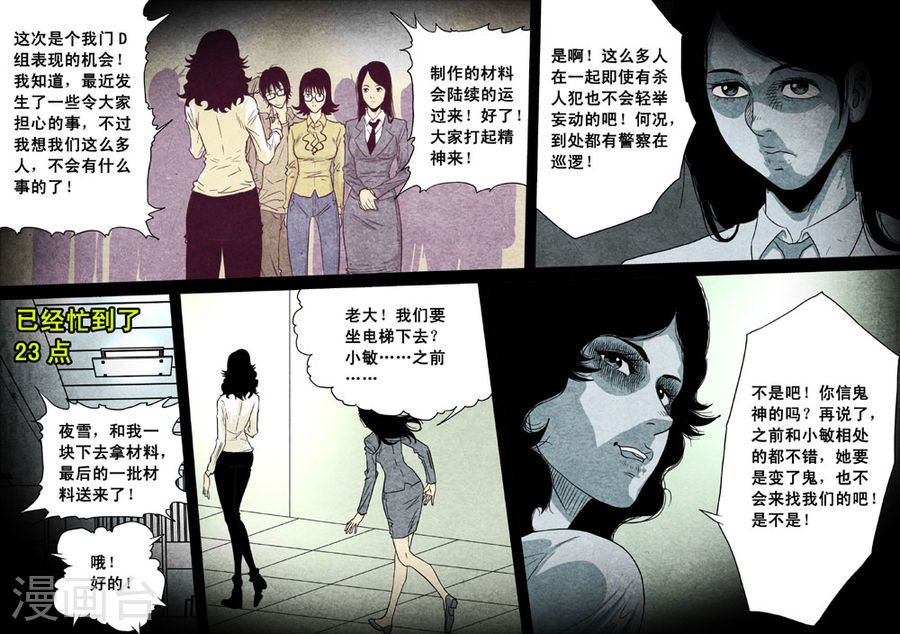 这次是个我门D
组表现的机会！
我知道，最近发
生了一些令大家
担心的事，不过
我想我们这么多
人，不会有什么
事的了！
制作的材料
会陆续的运
过来！好了！
大家打起精
神来！
是啊！这么多人
在一起即使有杀
人犯也不会轻举
妄动的吧！何况，
到处都有警察在
巡逻！
已经忙到了
23点
夜雪，和我一
块下去拿材料，
最后的一批材
料送来了！
哦！
好的！
老大！我们要
坐电梯下去？
小敏……之前
……
不是吧！你信鬼
神的吗？再说了，
之前和小敏相处
的都不错，她要
是变了鬼，也不
会来找我们的吧！
是不是！
漫画台